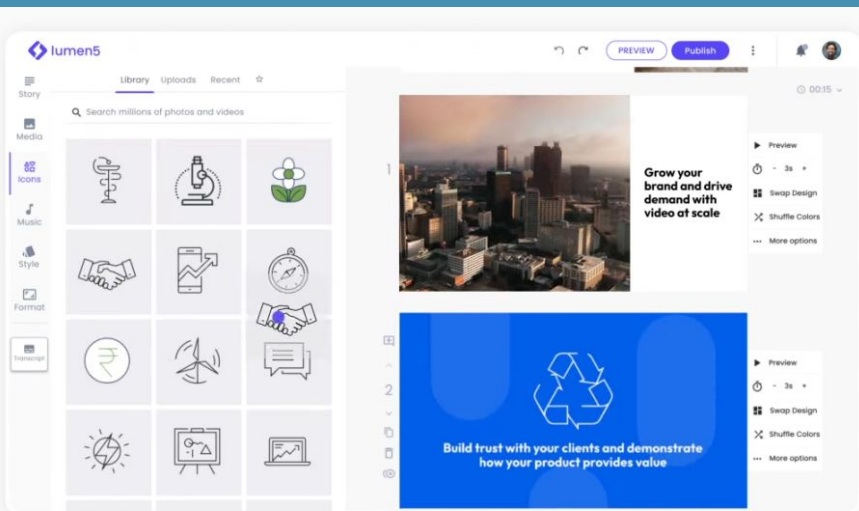 lumen5
PREVIEW
Publish
Story
Media
Icons
Music
Style
Format
Transcript
Library Uploads Recent
Search millions of photos and videos
00:15
1
Grow your
brand and drive
demand with
video at scale
Preview
- 3s +
Swap Design
Shuffle Colors
More options
2
Build trust with your clients and demonstrate
how your product provides value
Preview
- 3s +
Swap Design
Shuffle Colors
More options